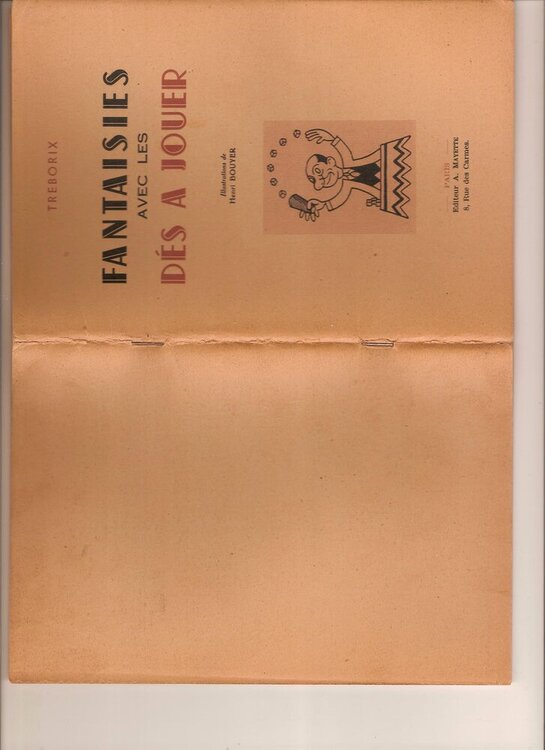 TREBORIX
FANTAISIES
AVEC LES
DÉS A JOUER
Illustrations de
Henri BOUYER
PARIS
Editeur A. MAYETTE
8, Rue des Carmes.